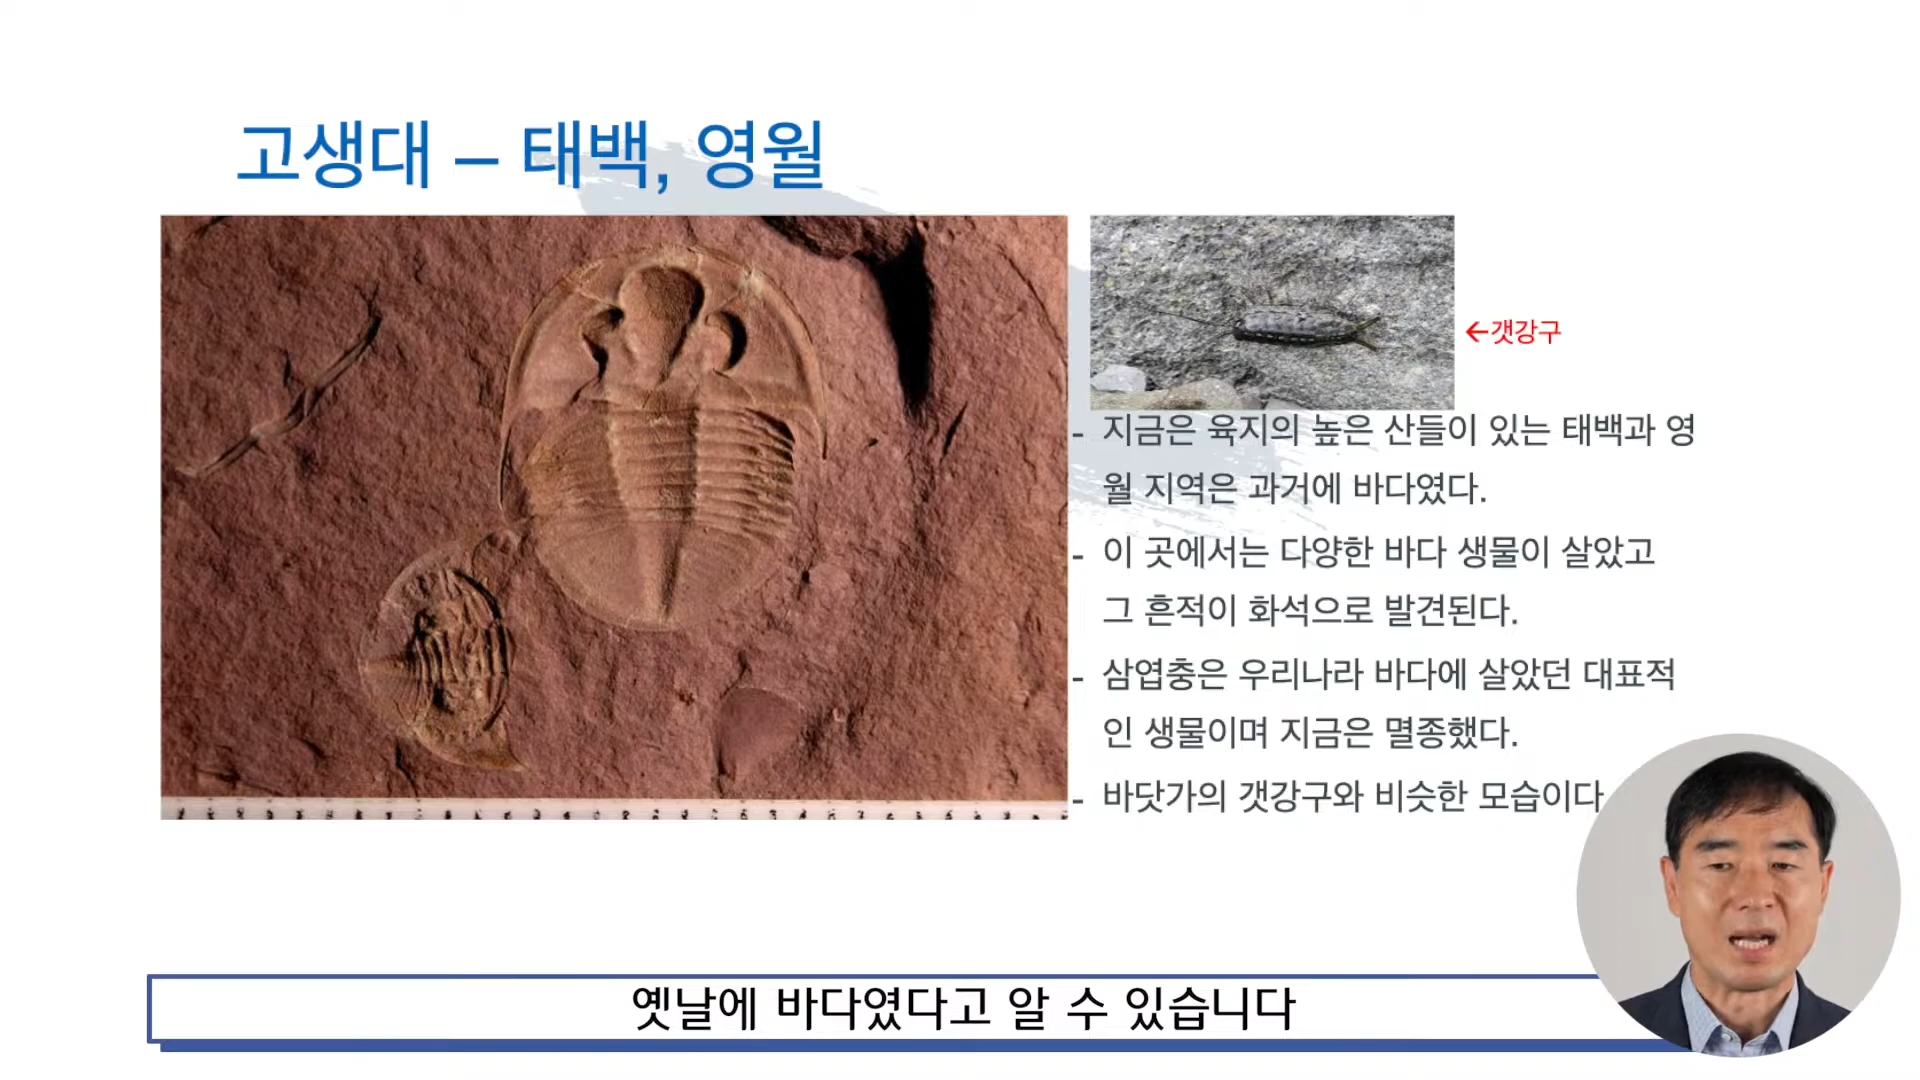 고생대 – 태백, 영월
←갯강구
- 지금은 육지의 높은 산들이 있는 태백과 영
월 지역은 과거에 바다였다.
- 이 곳에서는 다양한 바다 생물이 살았고
그 흔적이 화석으로 발견된다.
- 삼엽충은 우리나라 바다에 살았던 대표적
인 생물이며 지금은 멸종했다.
- 바닷가의 갯강구와 비슷한 모습이다
옛날에 바다였다고 알 수 있습니다